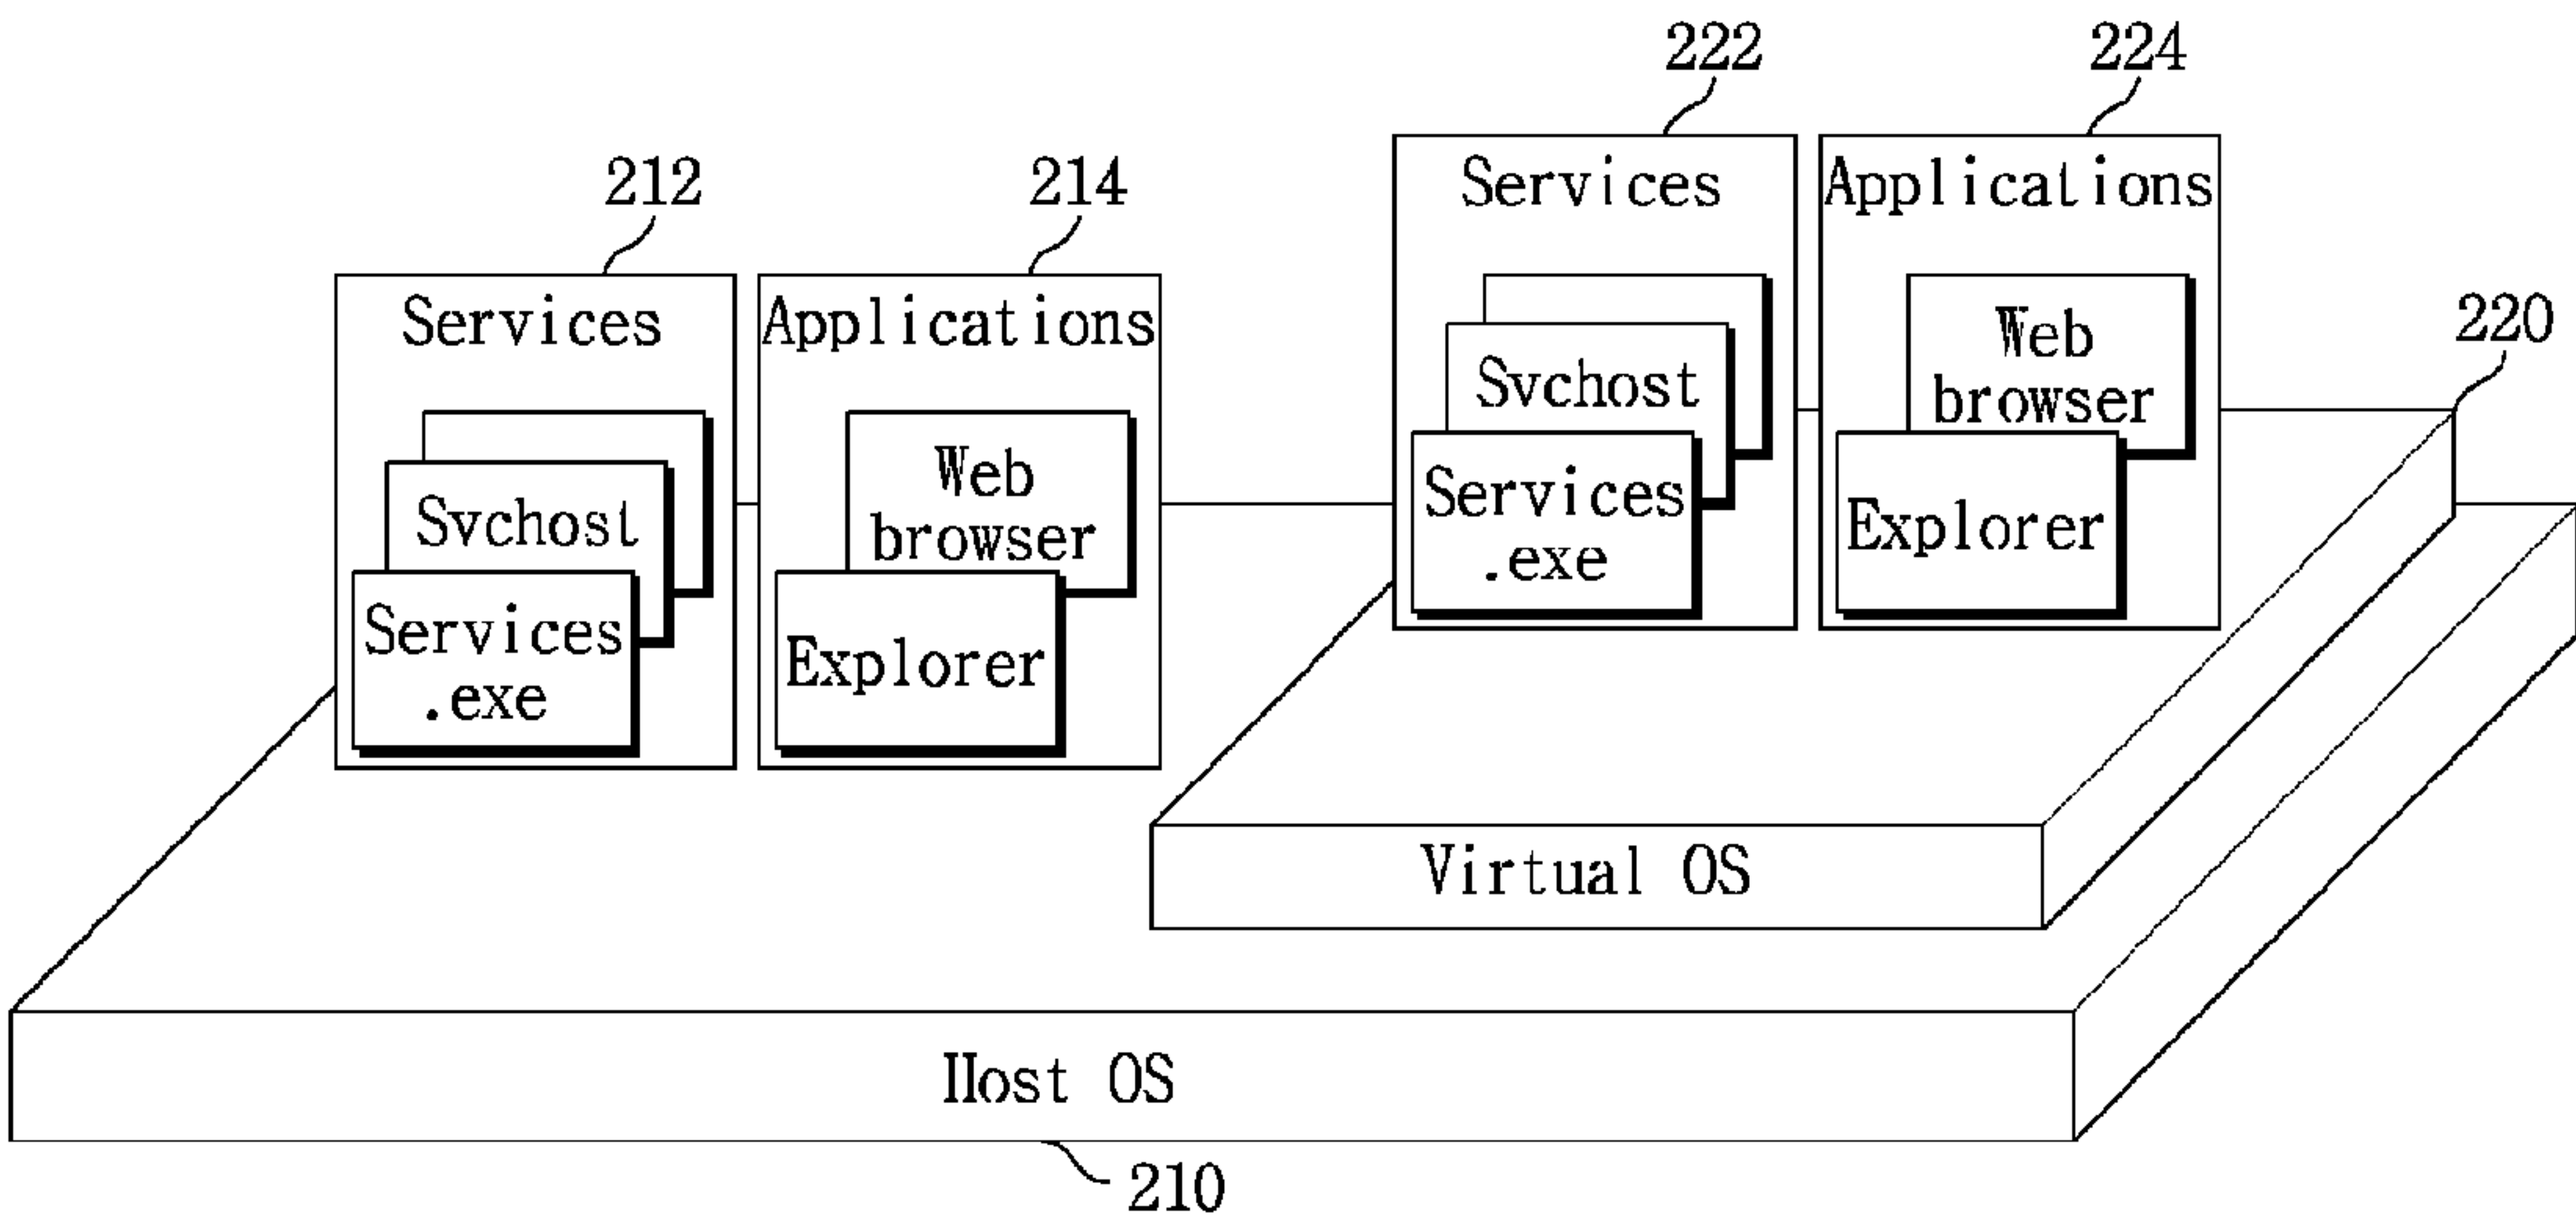 222
224
212
214
Services
Applications
Services
Applications
220
Web
browser
Svchost
Services
.exe
Explorer
Web
browser
Svchost
Services
.exe
Explorer
Virtual OS
Host OS
210